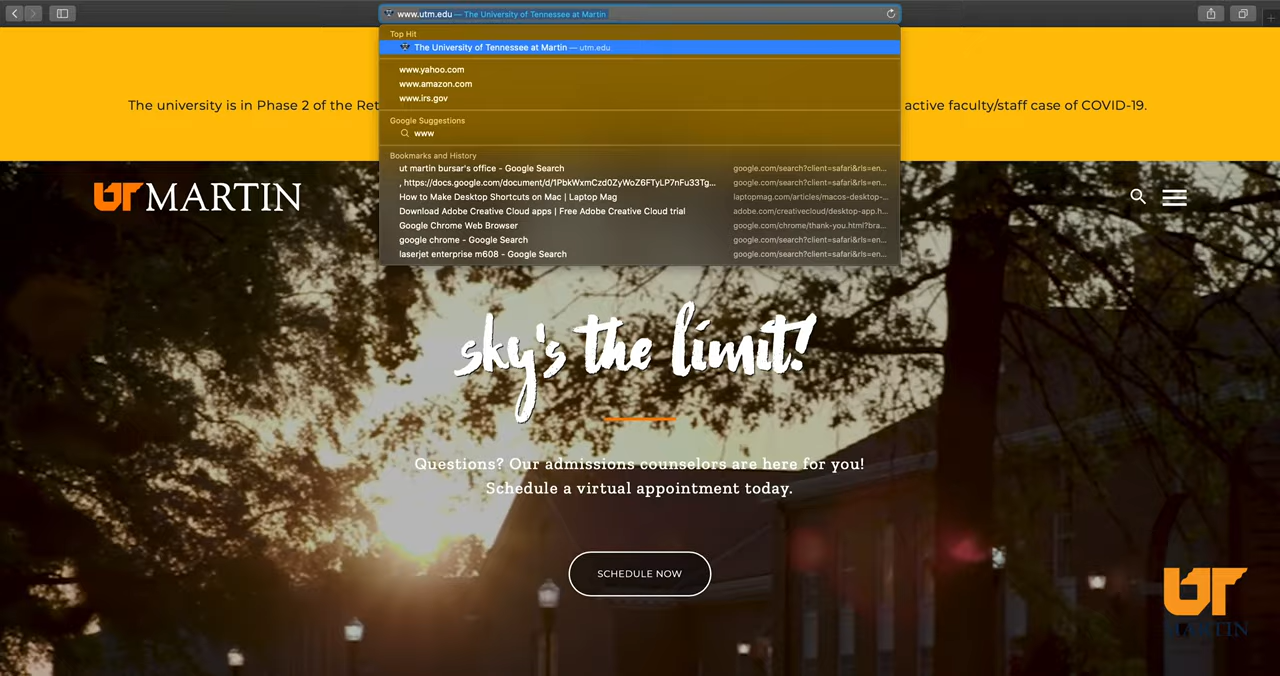 www.utm.edu — The University of Tennessee at Martin
Top Hit
The University of Tennessee at Martin — utm.edu
www.yahoo.com
www.amazon.com
www.irs.gov
Google Suggestions
www
Bookmarks and History
ut martin bursar's office - Google Search google.com/search?client=safari&rls=en...
, https://docs.google.com/document/d/1PbkWxmCzd0ZyWoZ6FTyLP7nFu33Tg... google.com/search?client=safari&rls=en...
How to Make Desktop Shortcuts on Mac | Laptop Mag laptopmag.com/articles/macos-desktop-...
Download Adobe Creative Cloud apps | Free Adobe Creative Cloud trial adobe.com/creativecloud/desktop-app.h...
Google Chrome Web Browser google.com/chrome/thank-you.html?bra...
google chrome - Google Search google.com/search?client=safari&rls=en...
laserjet enterprise m608 - Google Search google.com/search?client=safari&rls=en...
The university is in Phase 2 of the Ret active faculty/staff case of COVID-19.
UT MARTIN
sky's the limit!
Questions? Our admissions counselors are here for you!
Schedule a virtual appointment today.
SCHEDULE NOW
UT
MARTIN